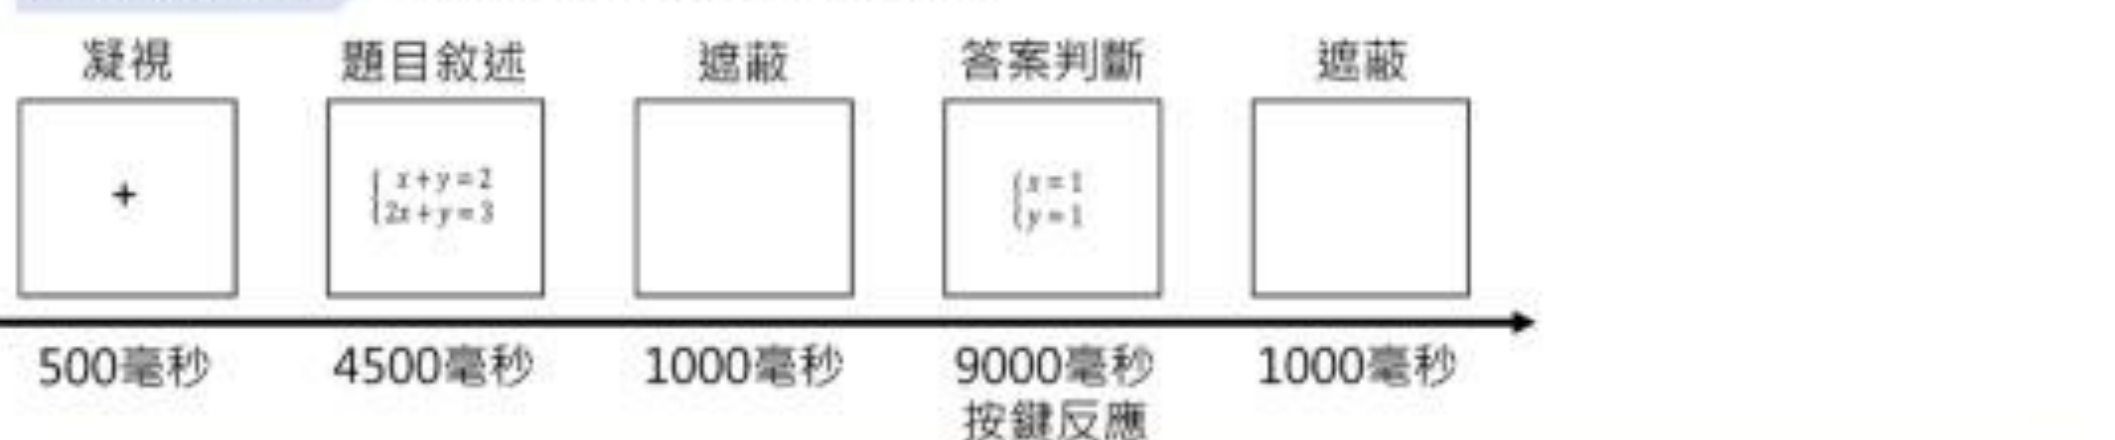 凝視
題目敘述
遮蔽
答案判斷
遮蔽
+
x+y=2
2x+y=3
x=1
y=1
500毫秒
4500毫秒
1000毫秒
9000毫秒
1000毫秒
按鍵反應